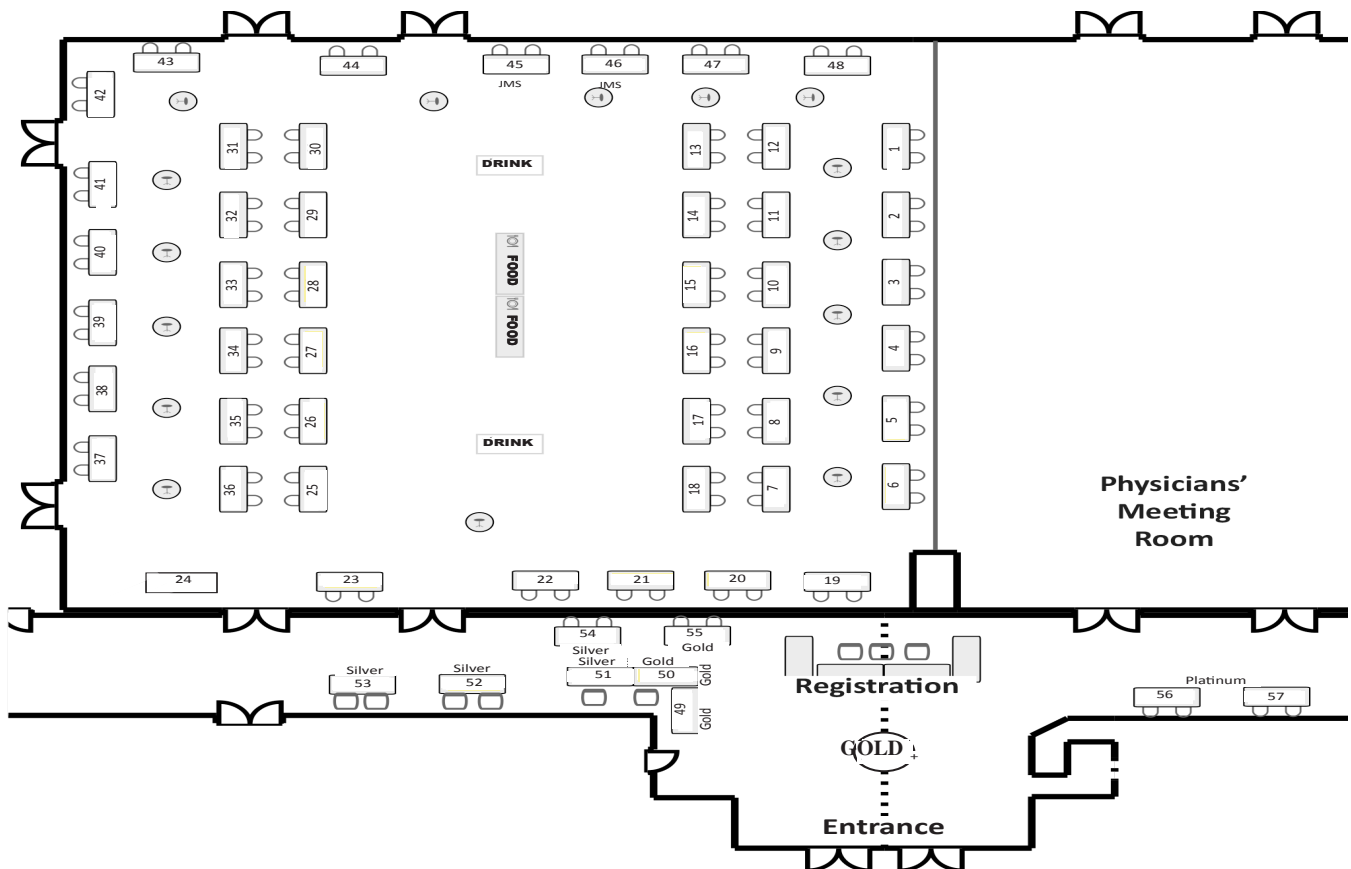 43
44
45
46
47
48
JMS
JMS
42
31
30
13
12
1
DRINK
41
32
29
14
11
2
40
FOOD
33
28
15
10
3
39
FOOD
34
27
16
9
4
38
35
26
17
8
5
DRINK
37
36
25
18
7
6
Physicians’
Meeting
Room
24
23
22
21
20
19
54
Silver
55
Gold
Silver
53
Silver
52
Silver
51
Gold
50
Gold
49
Gold
Registration
Platinum
56
57
GOLD
+
Entrance